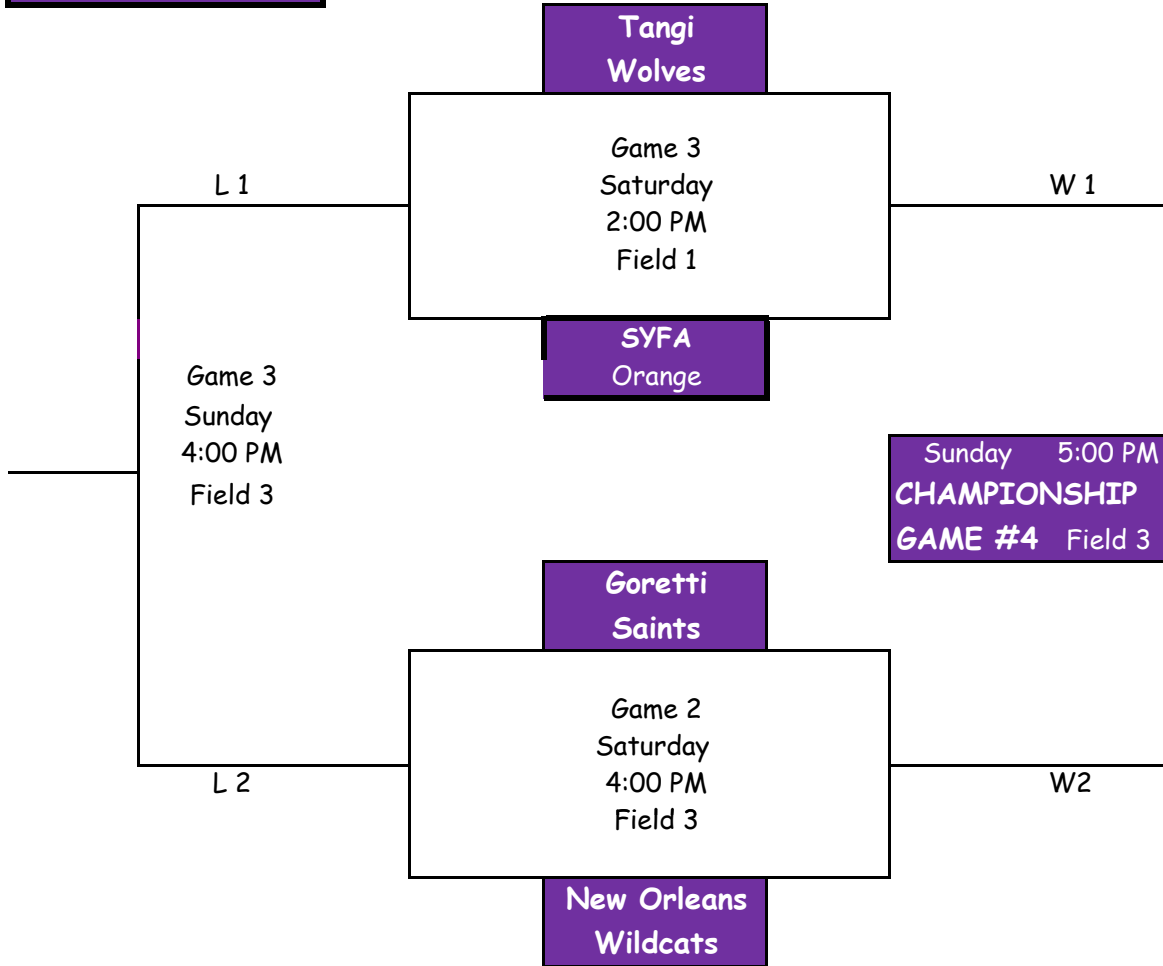 Tangi
Wolves
Game 3
Saturday
2:00 PM
Field 1
L 1
W 1
SYFA
Orange
Game 3
Sunday
4:00 PM
Field 3
Sunday 5:00 PM
CHAMPIONSHIP
GAME #4 Field 3
Goretti
Saints
Game 2
Saturday
4:00 PM
Field 3
L 2
W2
New Orleans
Wildcats